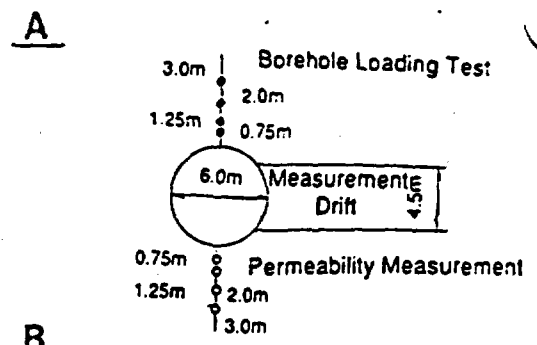 A
3.0m Borehole Loading Test
2.0m
1.25m
0.75m
6.0m Measurement
Drift
4.5m
0.75m
Permeability Measurement
1.25m
2.0m
3.0m
B